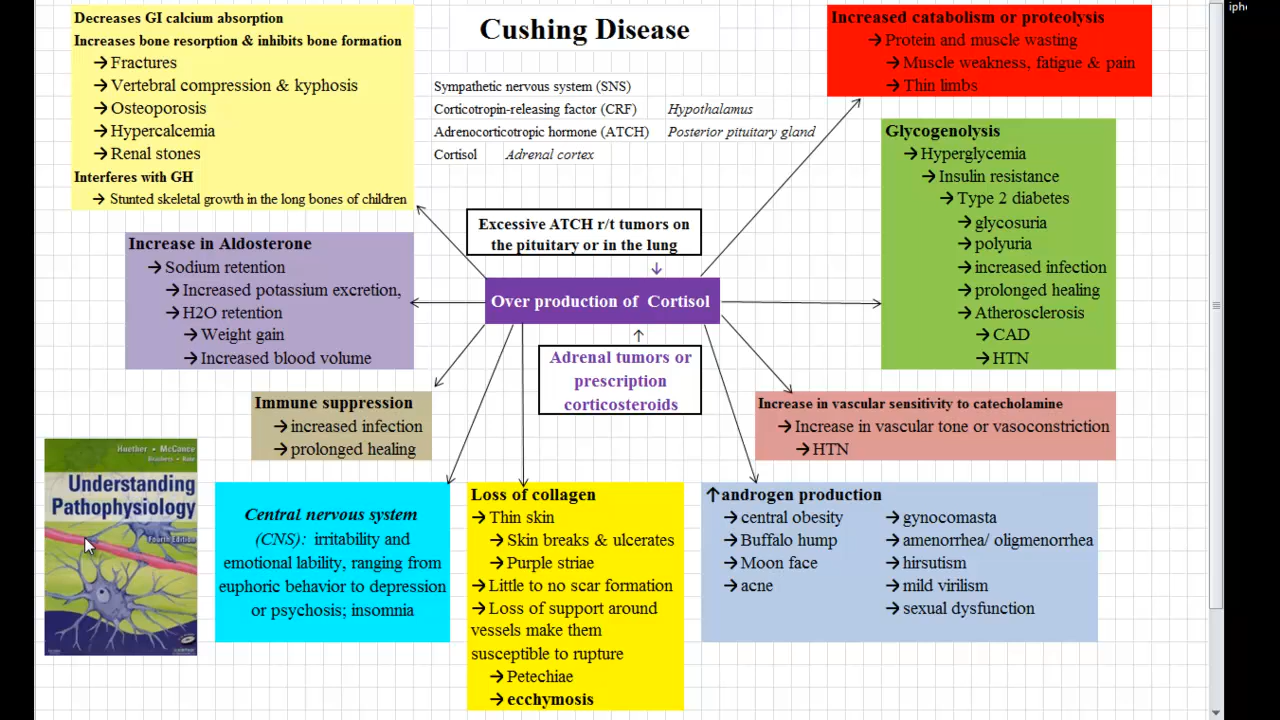 Cushing Disease
Sympathetic nervous system (SNS)
Corticotropin-releasing factor (CRF) Hypothalamus
Adrenocorticotropic hormone (ATCH) Posterior pituitary gland
Cortisol Adrenal cortex
Decreases GI calcium absorption
Increases bone resorption & inhibits bone formation
→Fractures
→Vertebral compression & kyphosis
→Osteoporosis
→Hypercalcemia
→Renal stones
Interferes with GH
→ Stunted skeletal growth in the long bones of children
Increased catabolism or proteolysis
→Protein and muscle wasting
→Muscle weakness, fatigue & pain
→Thin limbs
Glycogenolysis
→Hyperglycemia
→Insulin resistance
→Type 2 diabetes
→glycosuria
→polyuria
→increased infection
→prolonged healing
→Atherosclerosis
→CAD
→HTN
Excessive ATCH r/t tumors on
the pituitary or in the lung
↓
Over production of Cortisol
↑
Adrenal tumors or
prescription
corticosteroids
Increase in Aldosterone
→Sodium retention
→Increased potassium excretion,
→H2O retention
→Weight gain
→Increased blood volume
Immune suppression
→increased infection
→prolonged healing
Increase in vascular sensitivity to catecholamine
→Increase in vascular tone or vasoconstriction
→HTN
Huether • McCance
Understanding
Pathophysiology
Fourth Edition
Central nervous system
(CNS): irritability and
emotional lability, ranging from
euphoric behavior to depression
or psychosis; insomnia
Loss of collagen
→Thin skin
→Skin breaks & ulcerates
→Purple striae
→Little to no scar formation
→Loss of support around
vessels make them
susceptible to rupture
→Petechiae
→ecchymosis
↑androgen production
→central obesity
→Buffalo hump
→Moon face
→acne
→gynocomasta
→amenorrhea/ oligmenorrhea
→hirsutism
→mild virilism
→sexual dysfunction
iph